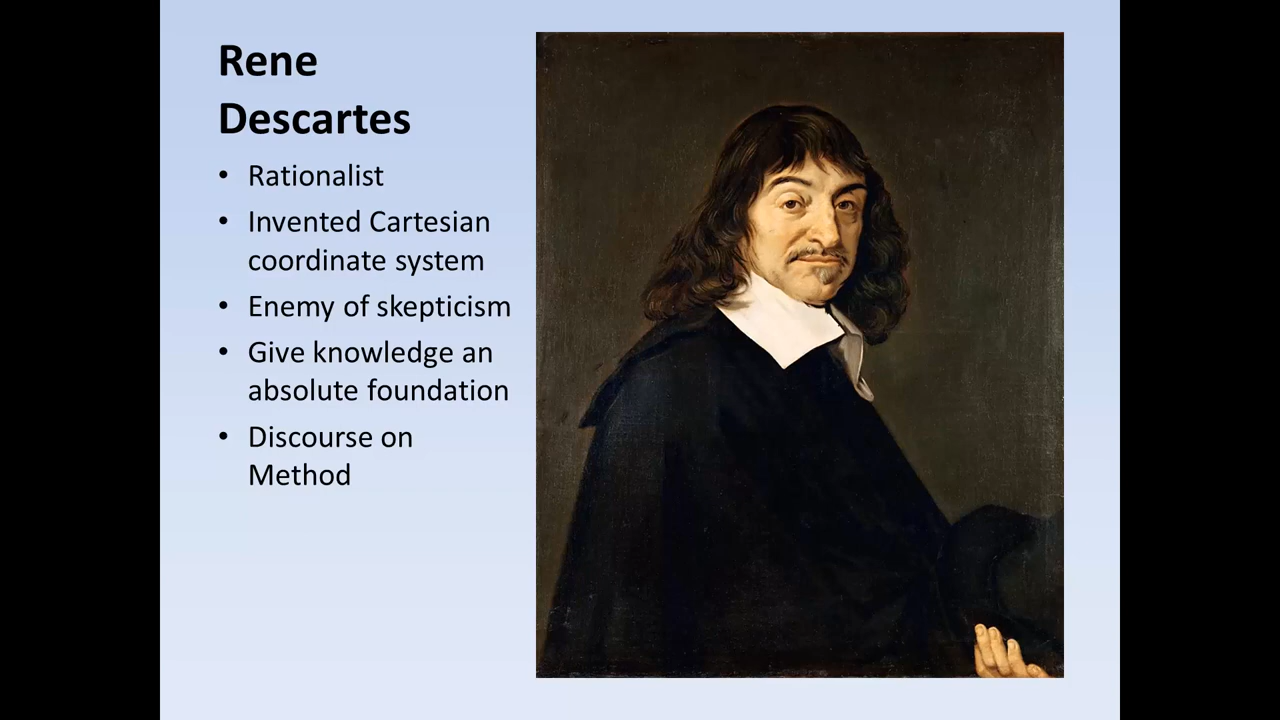 Rene
Descartes
• Rationalist
• Invented Cartesian
coordinate system
• Enemy of skepticism
• Give knowledge an
absolute foundation
• Discourse on
Method